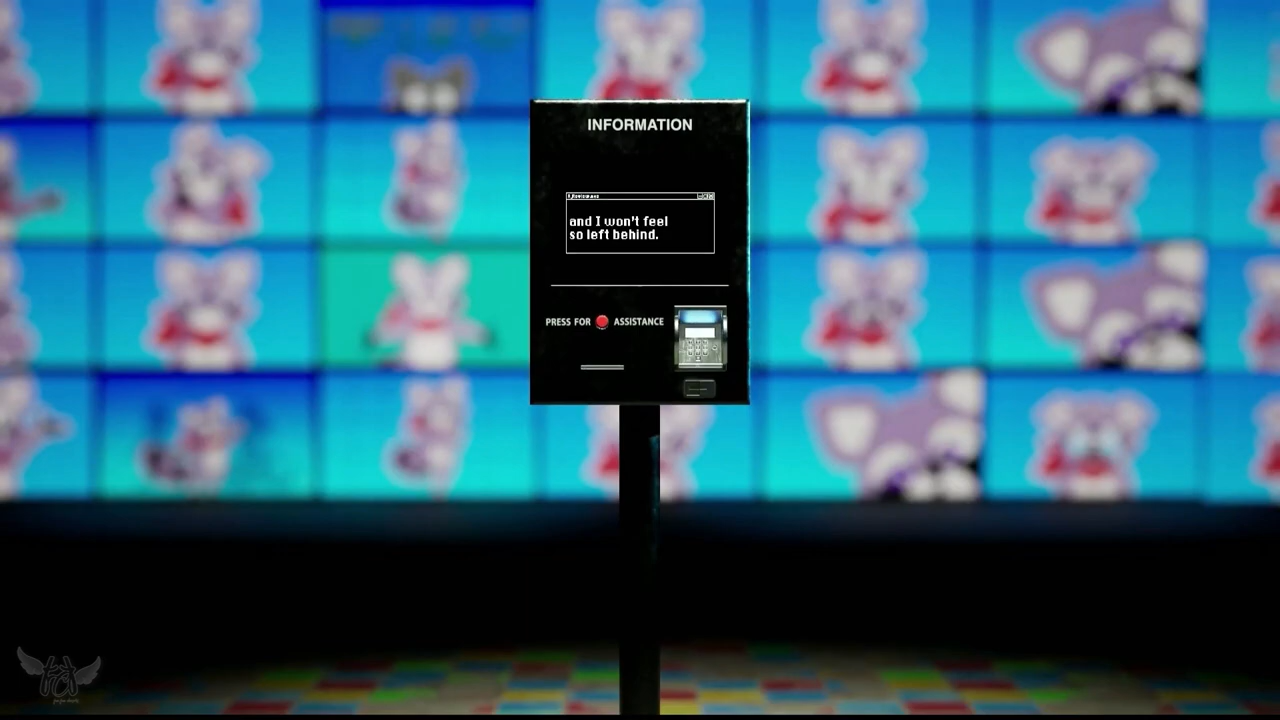 INFORMATION
and I won't feel
so left behind.
PRESS FOR ASSISTANCE